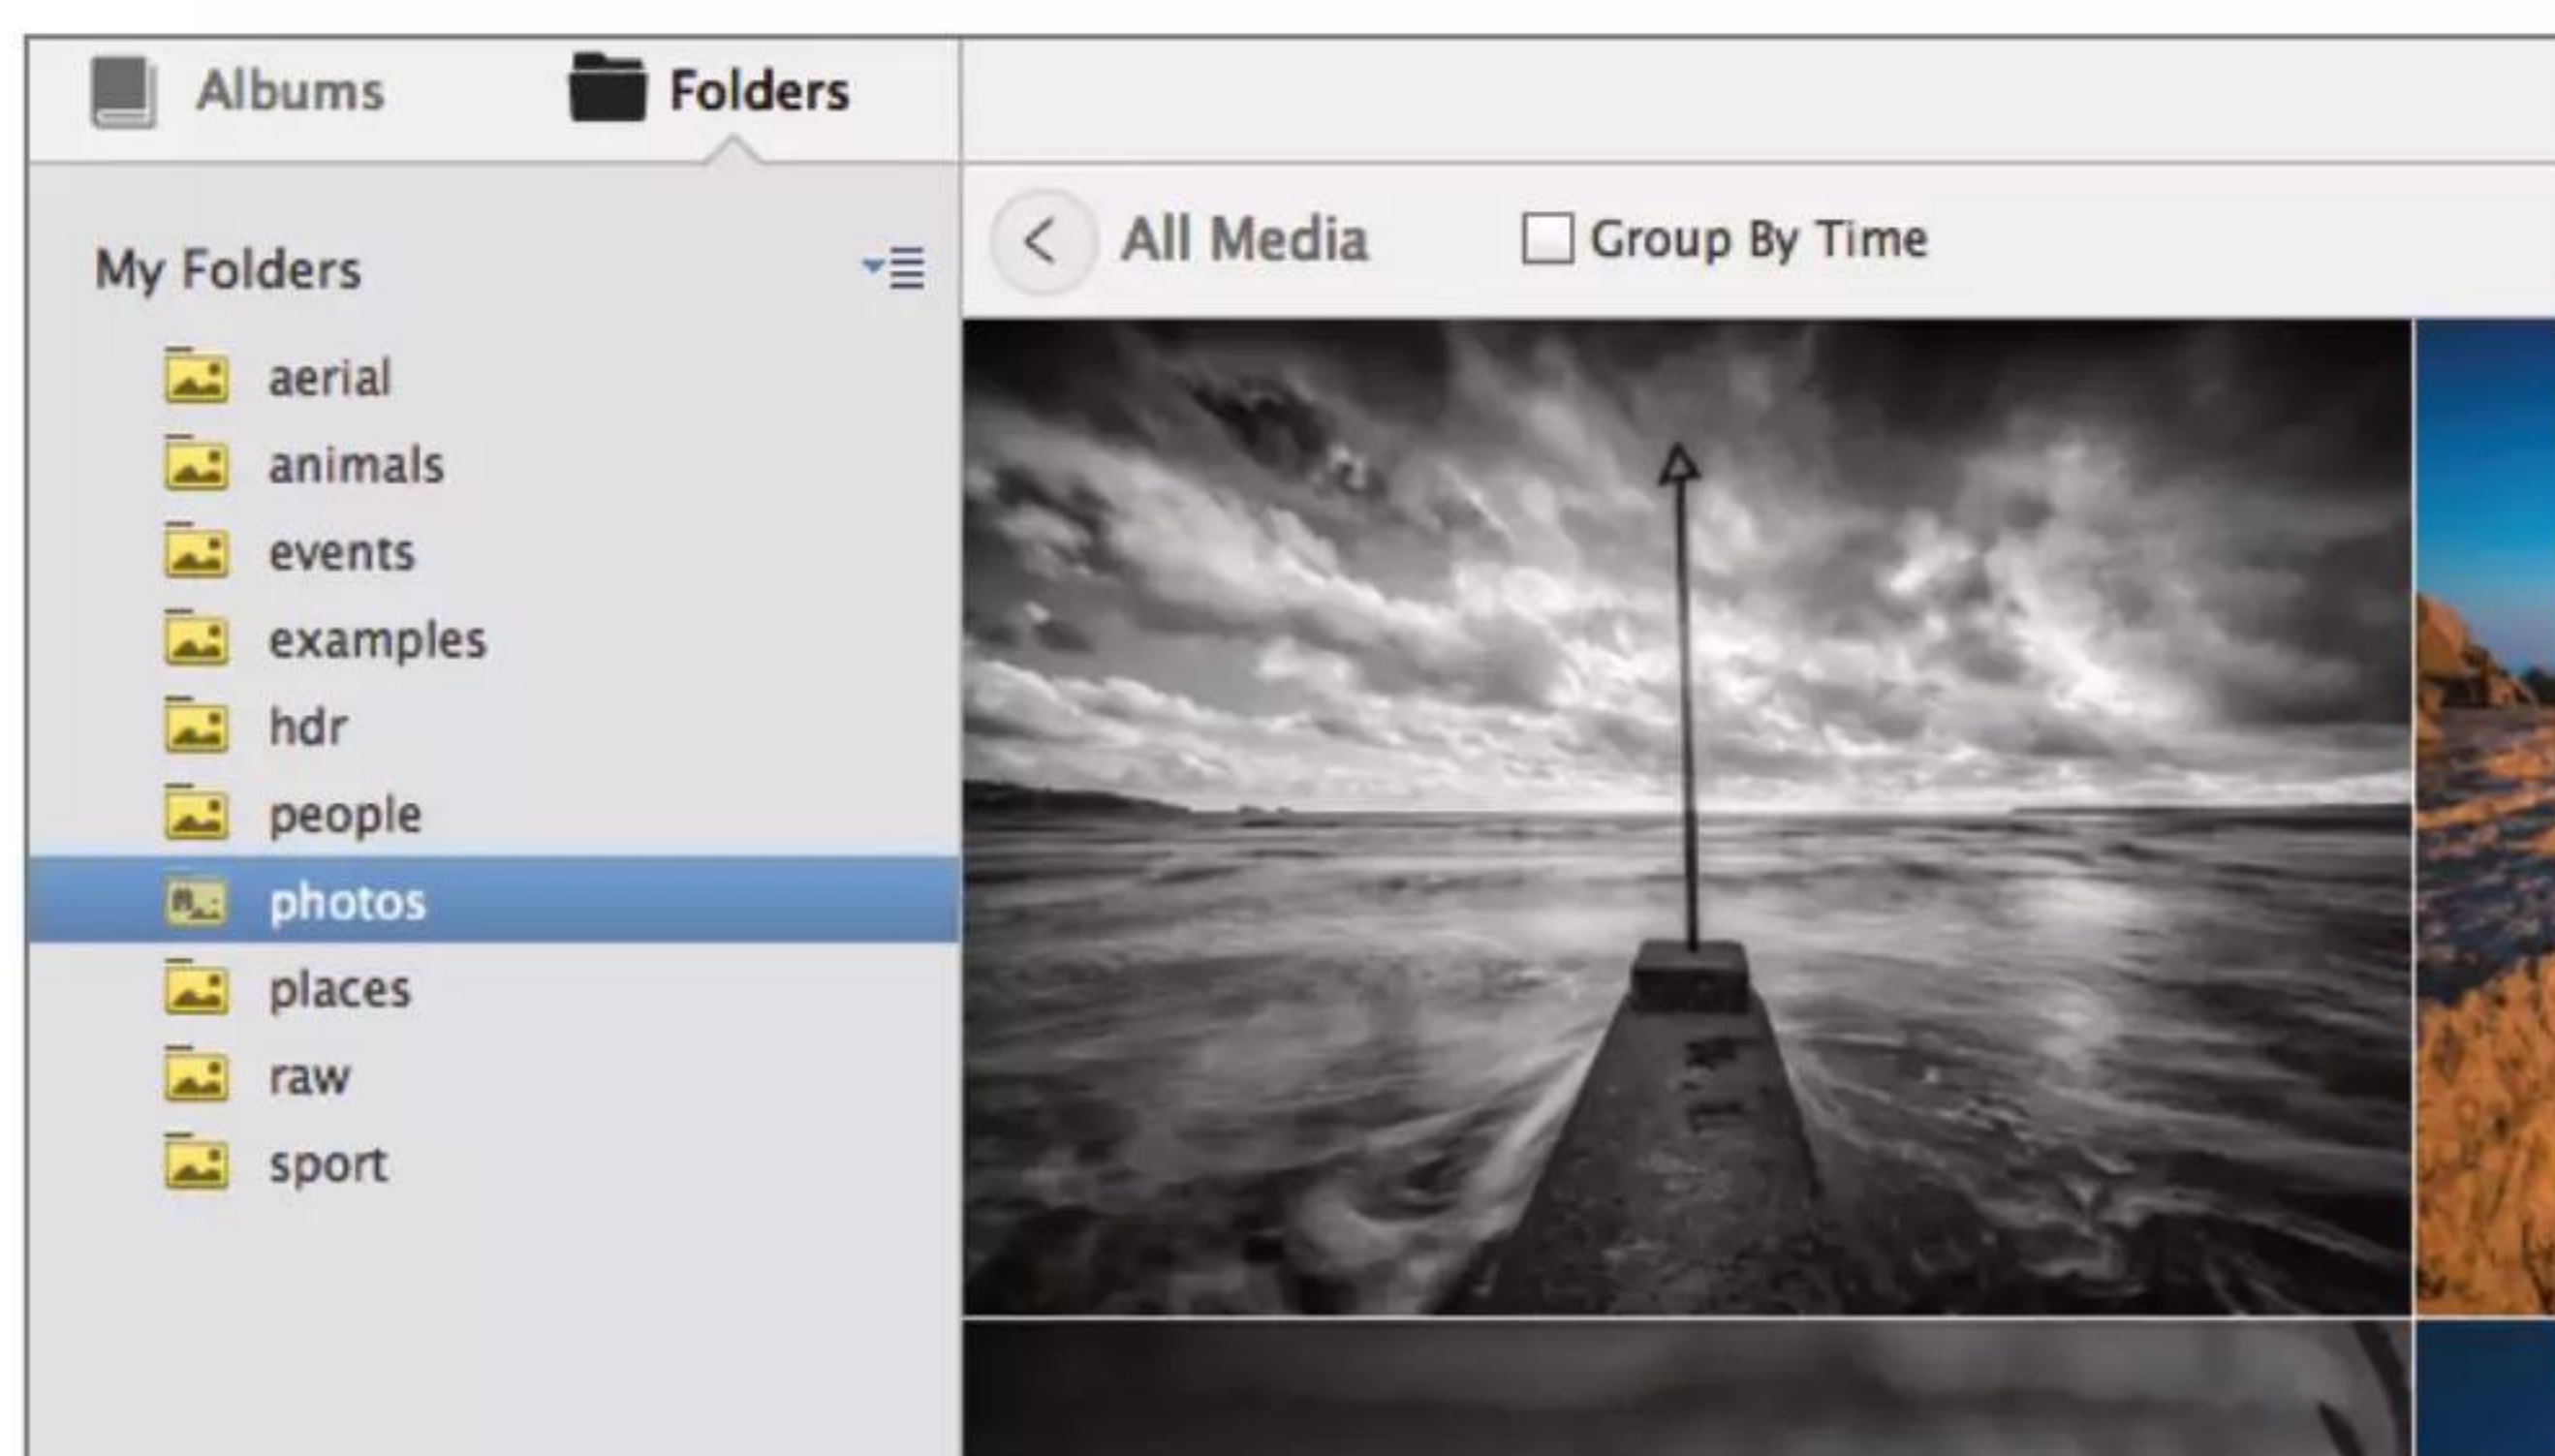 Albums Folders
My Folders
aerial
animals
events
examples
hdr
people
photos
places
raw
sport
All Media Group By Time